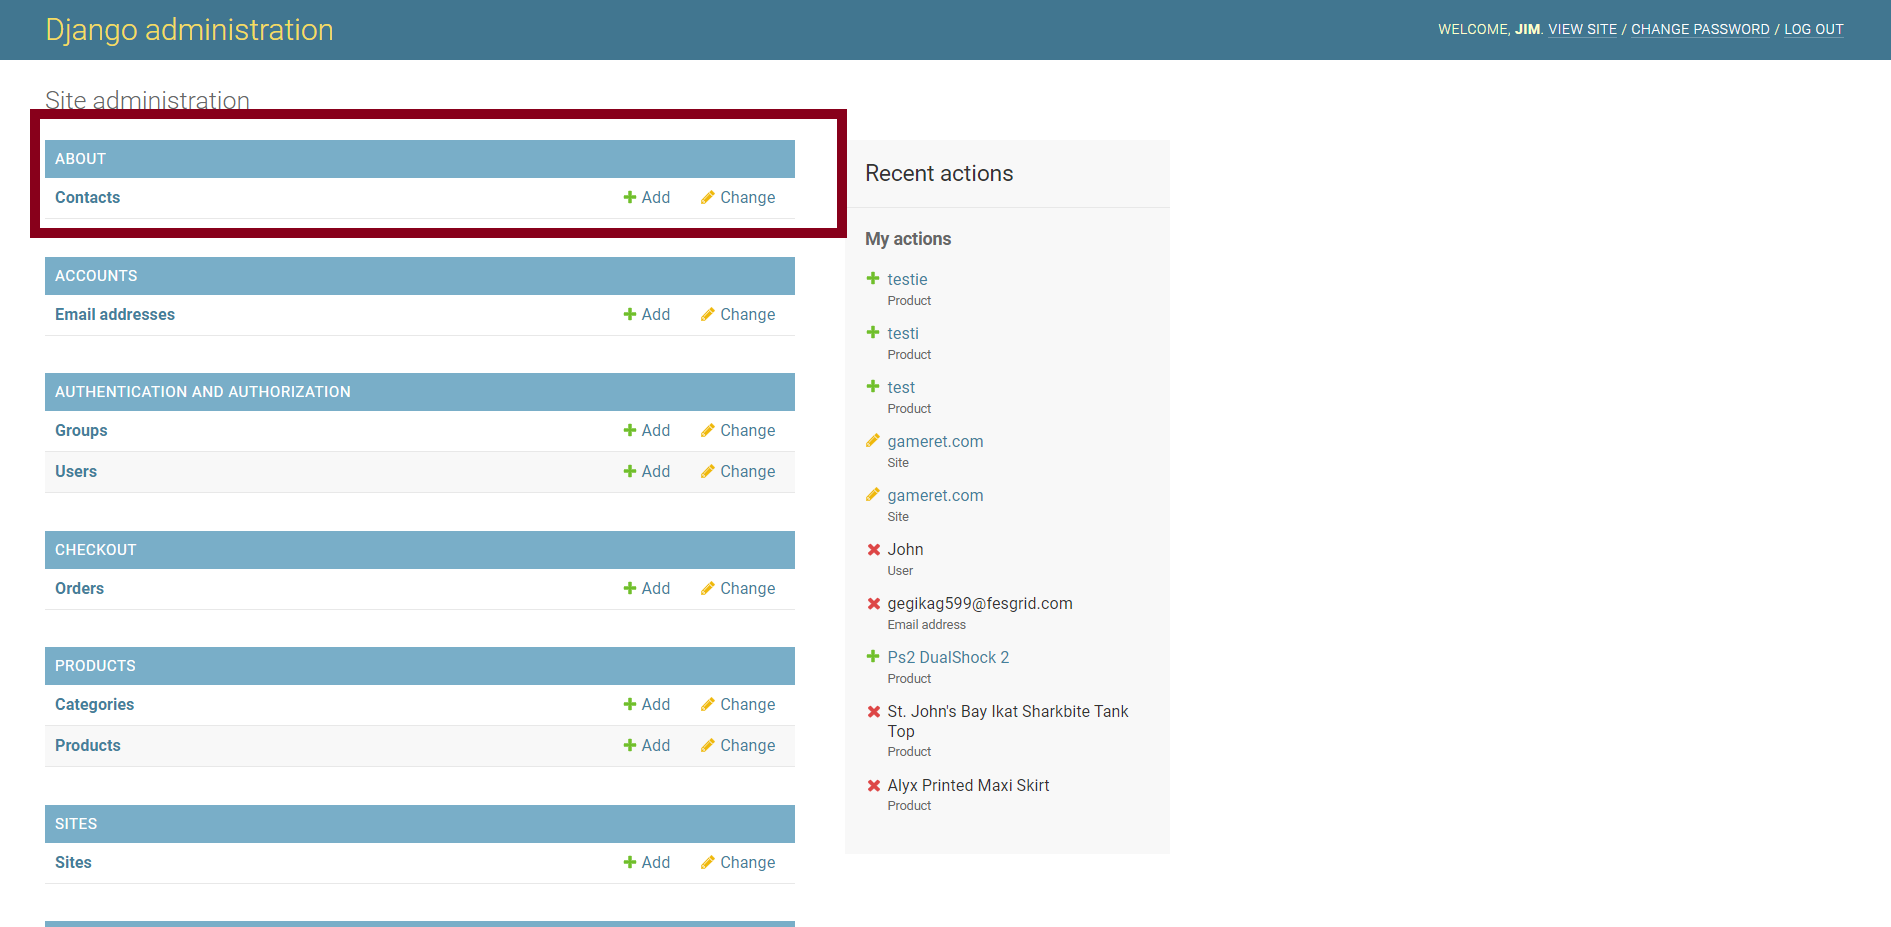 Django administration
WELCOME, JIM. VIEW SITE / CHANGE PASSWORD / LOG OUT
Site administration
ABOUT
Contacts Add Change
ACCOUNTS
Email addresses Add Change
AUTHENTICATION AND AUTHORIZATION
Groups Add Change
Users Add Change
CHECKOUT
Orders Add Change
PRODUCTS
Categories Add Change
Products Add Change
SITES
Sites Add Change
Recent actions
My actions
testie
Product
testi
Product
test
Product
gameret.com
Site
gameret.com
Site
John
User
gegikag599@fesgrid.com
Email address
Ps2 DualShock 2
Product
St. John's Bay Ikat Sharkbite Tank
Top
Product
Alyx Printed Maxi Skirt
Product